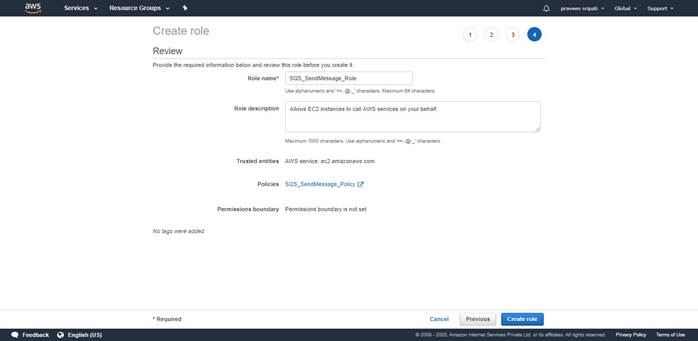 aws Services Resource Groups praveen sripati Global Support
Create role 1 2 3 4
Review
Provide the required information below and review this role before you create it.
Role name* SQS_SendMessage_Role
Use alphanumeric and '+=,.@-_' characters. Maximum 64 characters.
Role description Allows EC2 instances to call AWS services on your behalf.
Maximum 1000 characters. Use alphanumeric and '+=,.@-_' characters.
Trusted entities AWS service: ec2.amazonaws.com
Policies SQS_SendMessage_Policy
Permissions boundary Permissions boundary is not set
No tags were added.
* Required Cancel Previous Create role
Feedback English (US) © 2008 - 2020, Amazon Internet Services Private Ltd. or its affiliates. All rights reserved. Privacy Policy Terms of Use